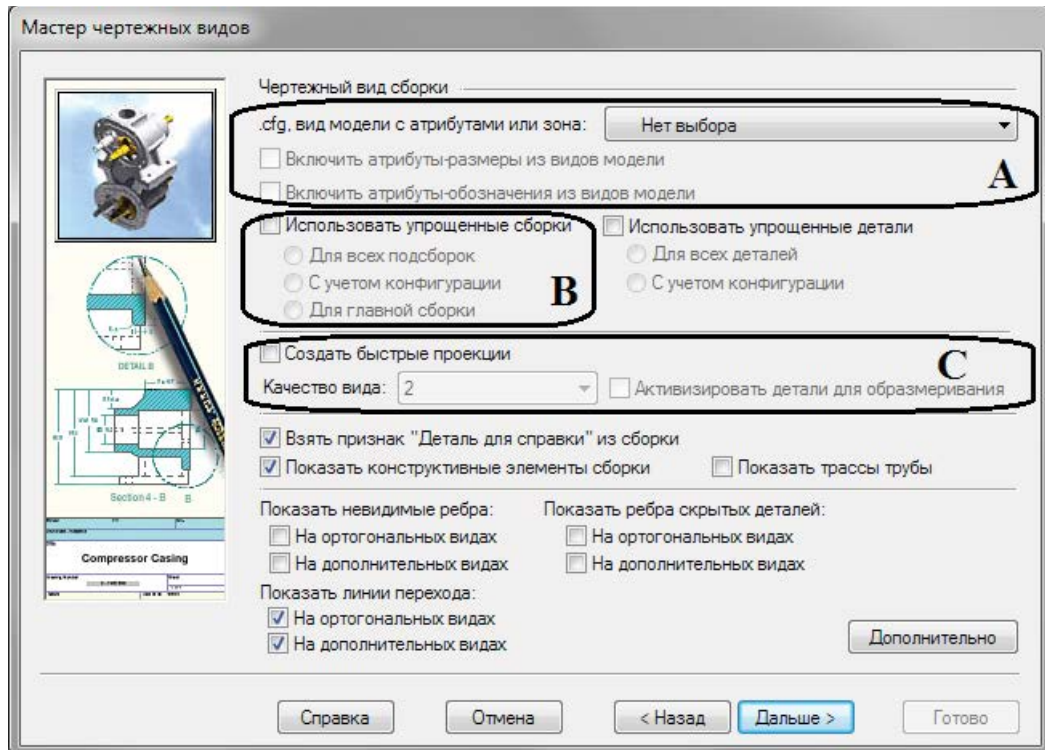 Мастер чертежных видов
Чертежный вид сборки
.cfg, вид модели с атрибутами или зона: Нет выбора
Включить атрибуты-размеры из видов модели
A
Включить атрибуты-обозначения из видов модели
Использовать упрощенные сборки Использовать упрощенные детали
Для всех подсборок Для всех деталей
С учетом конфигурации С учетом конфигурации
B
Для главной сборки
Создать быстрые проекции
C
Качество вида: 2 Активизировать детали для образмеривания
Взять признак "Деталь для справки" из сборки
Показать конструктивные элементы сборки Показать трассы трубы
Показать невидимые ребра: Показать ребра скрытых деталей:
На ортогональных видах На ортогональных видах
На дополнительных видах На дополнительных видах
Показать линии перехода:
На ортогональных видах
На дополнительных видах
Дополнительно
DETAIL B
Section 4 - B B
Compressor Casing
Справка Отмена < Назад Дальше > Готово